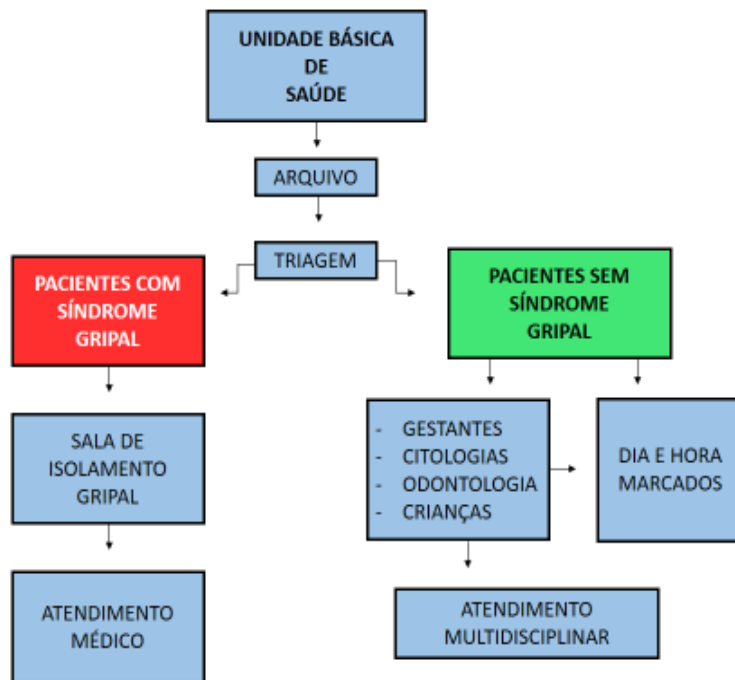 UNIDADE BÁSICA
DE
SAÚDE
ARQUIVO
TRIAGEM
PACIENTES COM
SÍNDROME
GRIPAL
PACIENTES SEM
SÍNDROME
GRIPAL
SALA DE
ISOLAMENTO
GRIPAL
- GESTANTES
- CITOLOGIAS
- ODONTOLOGIA
- CRIANÇAS
DIA E HORA
MARCADOS
ATENDIMENTO
MÉDICO
ATENDIMENTO
MULTIDISCIPLINAR